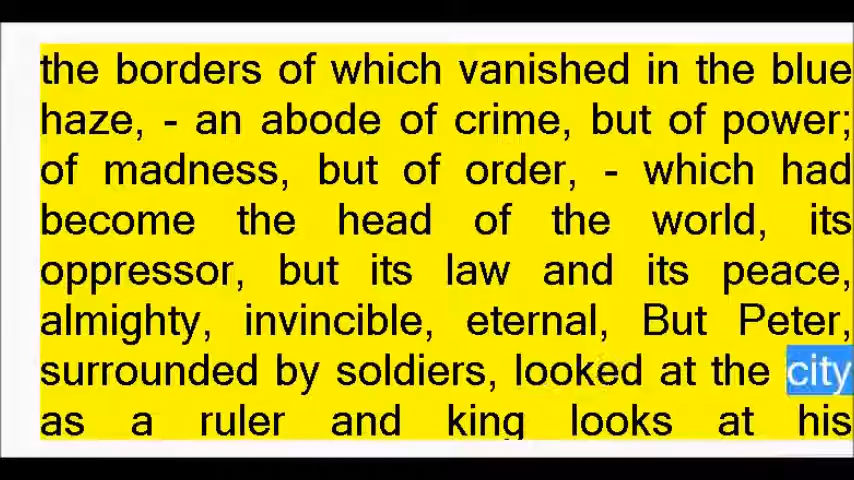 the borders of which vanished in the blue
haze, - an abode of crime, but of power;
of madness, but of order, - which had
become the head of the world, its
oppressor, but its law and its peace,
almighty, invincible, eternal, But Peter,
surrounded by soldiers, looked at the city
as a ruler and king looks at his